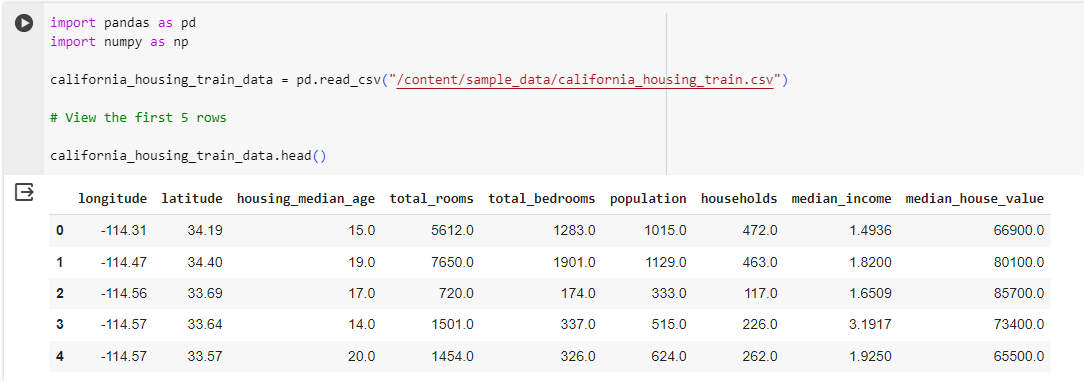 import pandas as pd
import numpy as np
california_housing_train_data = pd.read_csv("/content/sample_data/california_housing_train.csv")
# View the first 5 rows
california_housing_train_data.head()
longitude latitude housing_median_age total_rooms total_bedrooms population households median_income median_house_value
0 -114.31 34.19 15.0 5612.0 1283.0 1015.0 472.0 1.4936 66900.0
1 -114.47 34.40 19.0 7650.0 1901.0 1129.0 463.0 1.8200 80100.0
2 -114.56 33.69 17.0 720.0 174.0 333.0 117.0 1.6509 85700.0
3 -114.57 33.64 14.0 1501.0 337.0 515.0 226.0 3.1917 73400.0
4 -114.57 33.57 20.0 1454.0 326.0 624.0 262.0 1.9250 65500.0